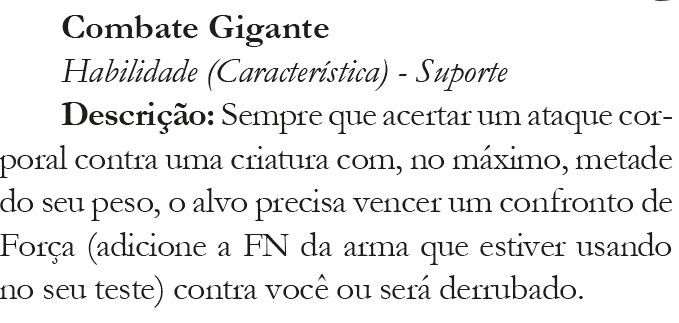 Combate Gigante
Habilidade (Característica) - Suporte
Descrição: Sempre que acertar um ataque cor-
poral contra uma criatura com, no máximo, metade
do seu peso, o alvo precisa vencer um confronto de
Força (adicione a FN da arma que estiver usando
no seu teste) contra você ou será derrubado.